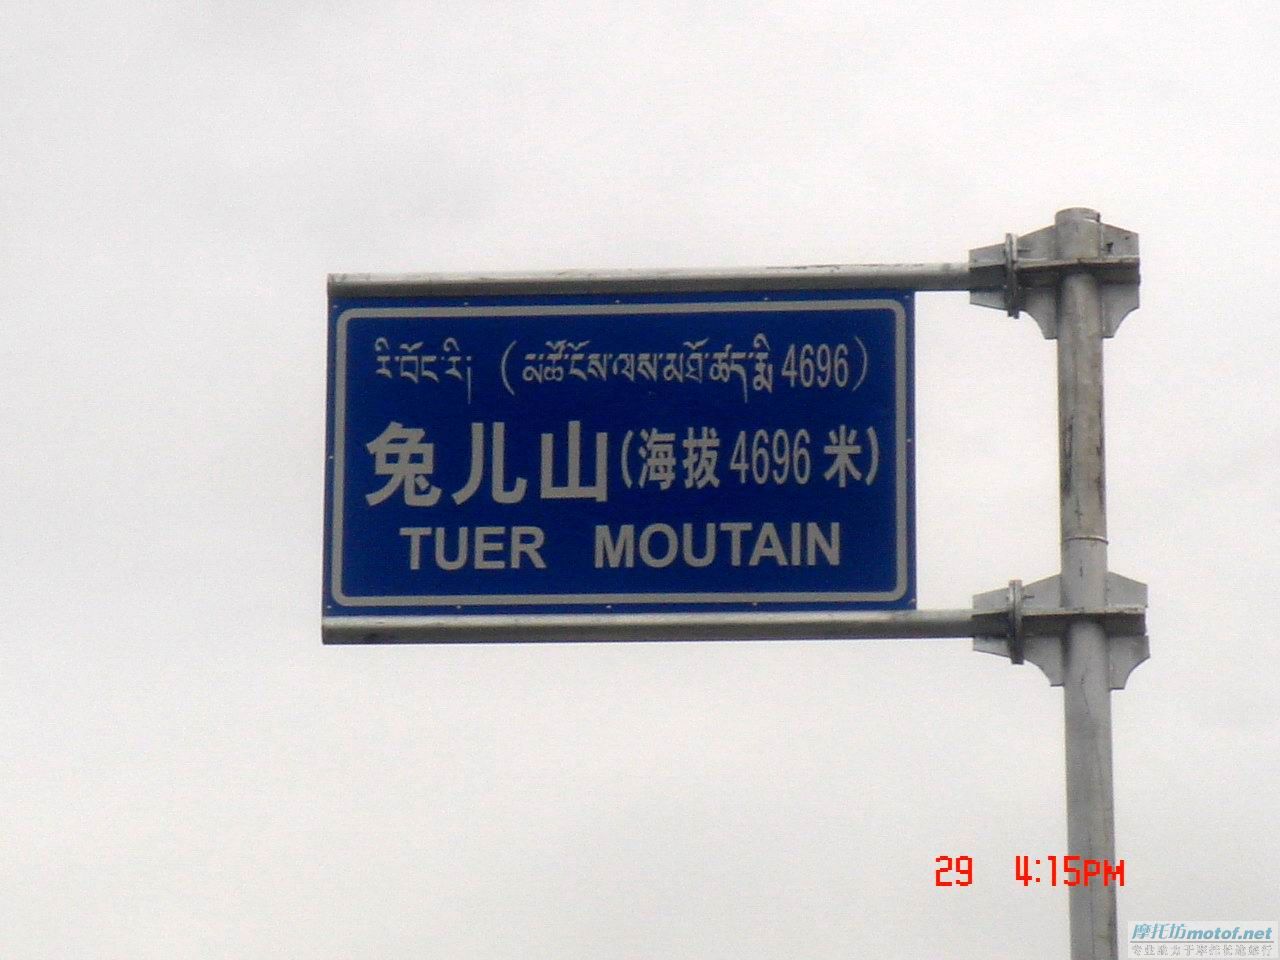 རི་བོང་རི། (མཚོ་ངོས་ལས་མཐོ་ཚད་སྨི 4696)
兔儿山(海拔4696米)
TUER MOUTAIN
29 4:15PM
摩托坊motof.net